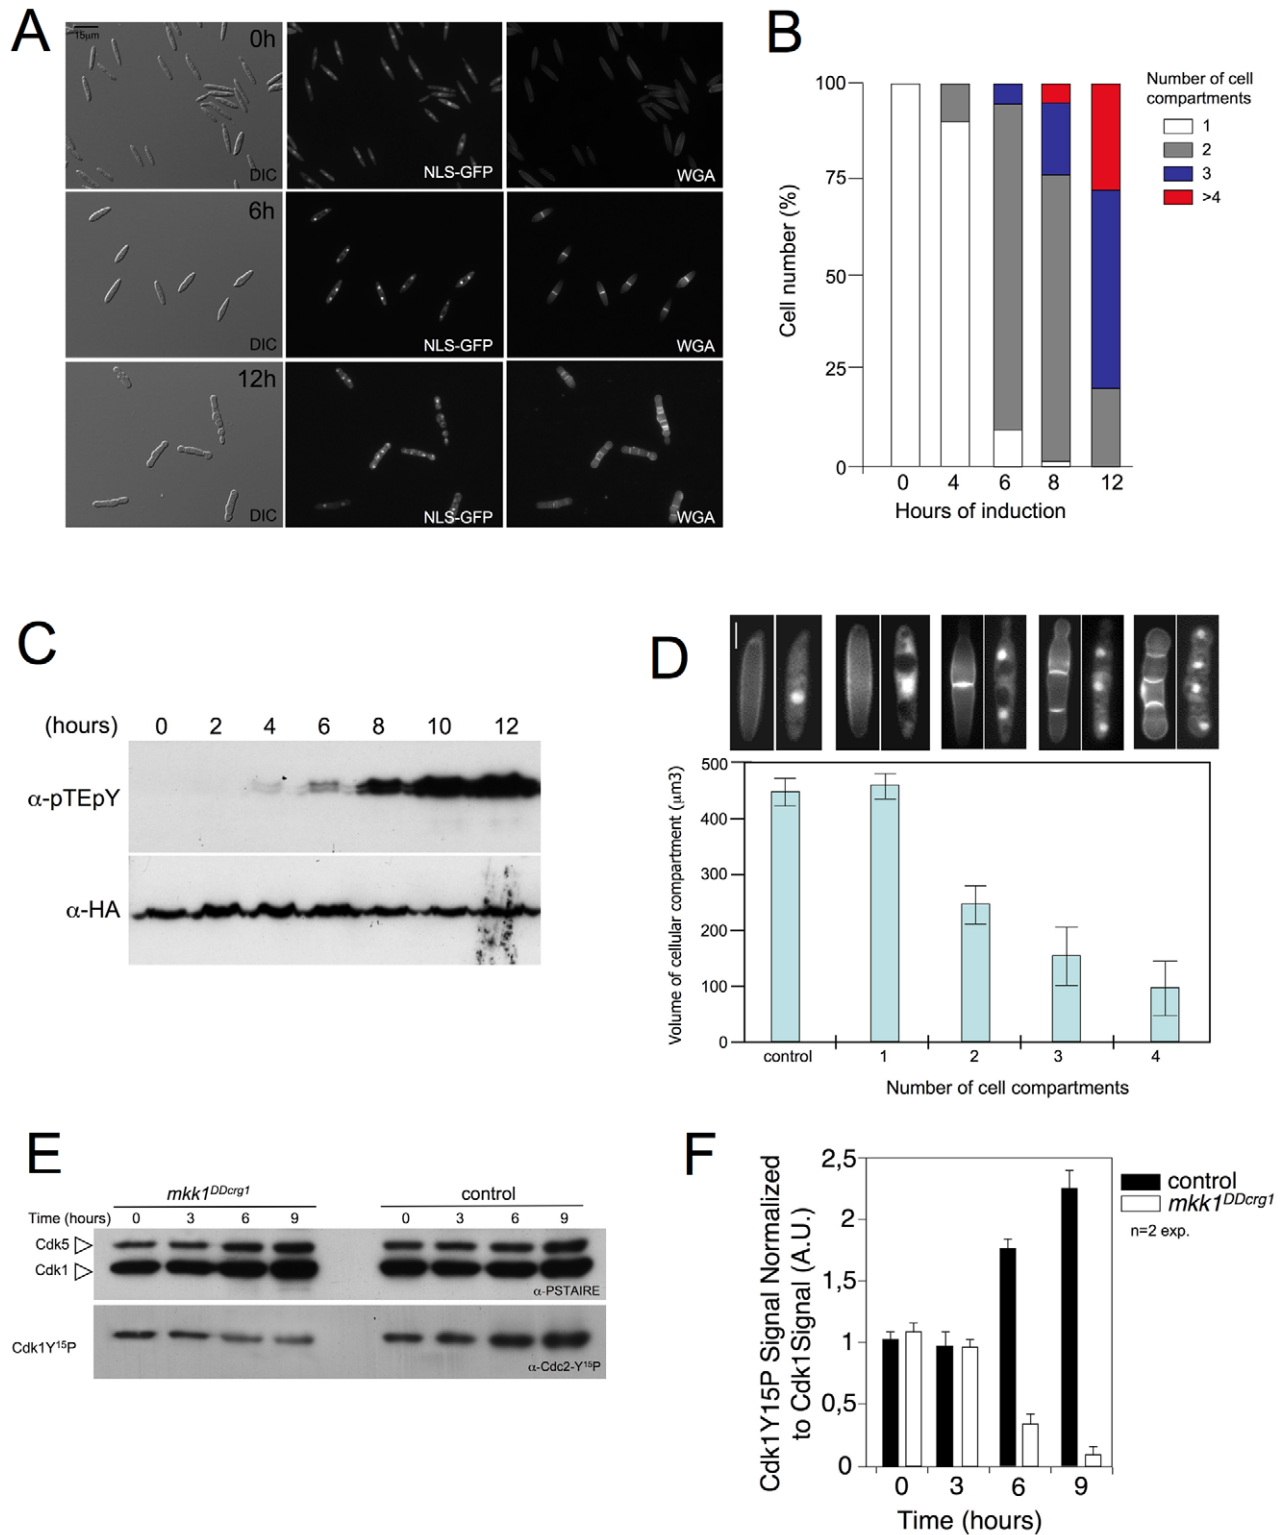 A
15µm
0h
DIC
NLS-GFP
WGA
6h
DIC
NLS-GFP
WGA
12h
DIC
NLS-GFP
WGA
B
Number of cell
compartments
1
2
3
>4
100
75
50
25
0
Cell number (%)
0 4 6 8 12
Hours of induction
C
(hours) 0 2 4 6 8 10 12
α-pTEpY
α-HA
D
500
400
300
200
100
0
Volume of cellular compartment (µm3)
control 1 2 3 4
Number of cell compartments
E
mkk1DDcrg1 control
Time (hours) 0 3 6 9 0 3 6 9
Cdk5
Cdk1
α-PSTAIRE
Cdk1Y15P
α-Cdc2-Y15P
F
Cdk1Y15P Signal Normalized
to Cdk1Signal (A.U.)
2,5
2
1,5
1
0,5
0
control
mkk1DDcrg1
n=2 exp.
0 3 6 9
Time (hours)